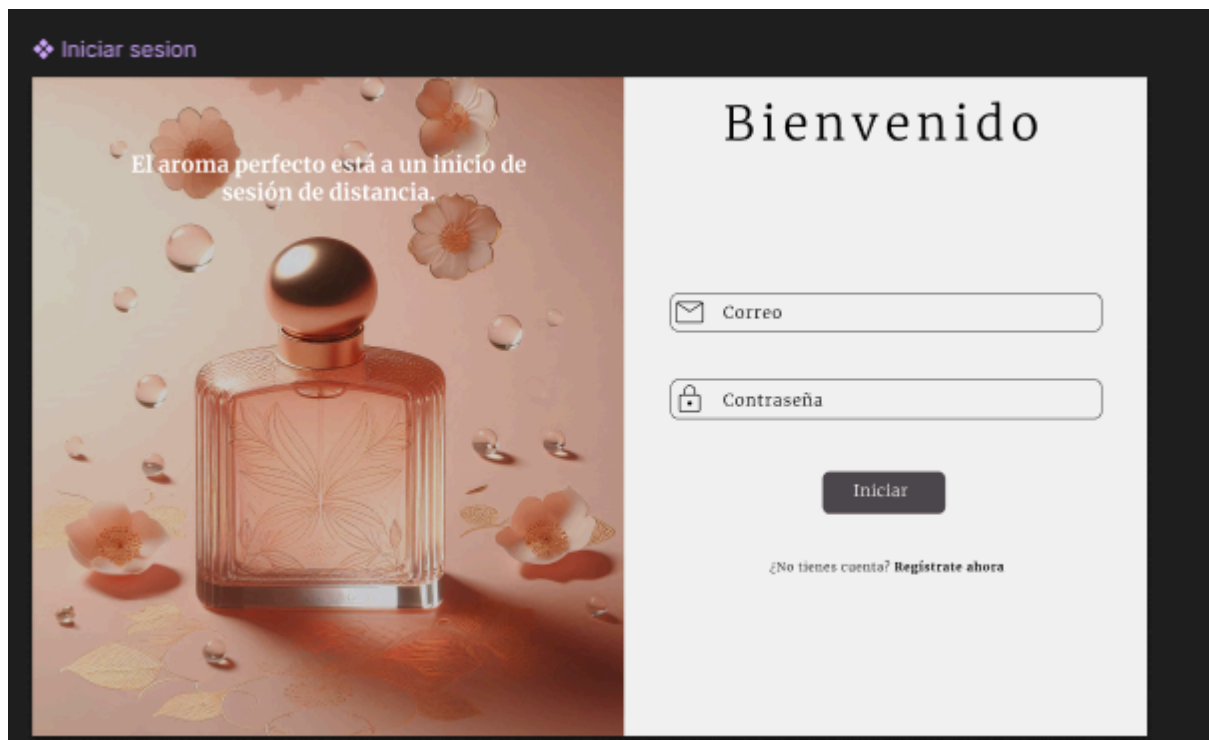 Iniciar sesion
El aroma perfecto está a un inicio de
sesión de distancia.
Bienvenido
Correo
Contraseña
Iniciar
¿No tienes cuenta? Regístrate ahora